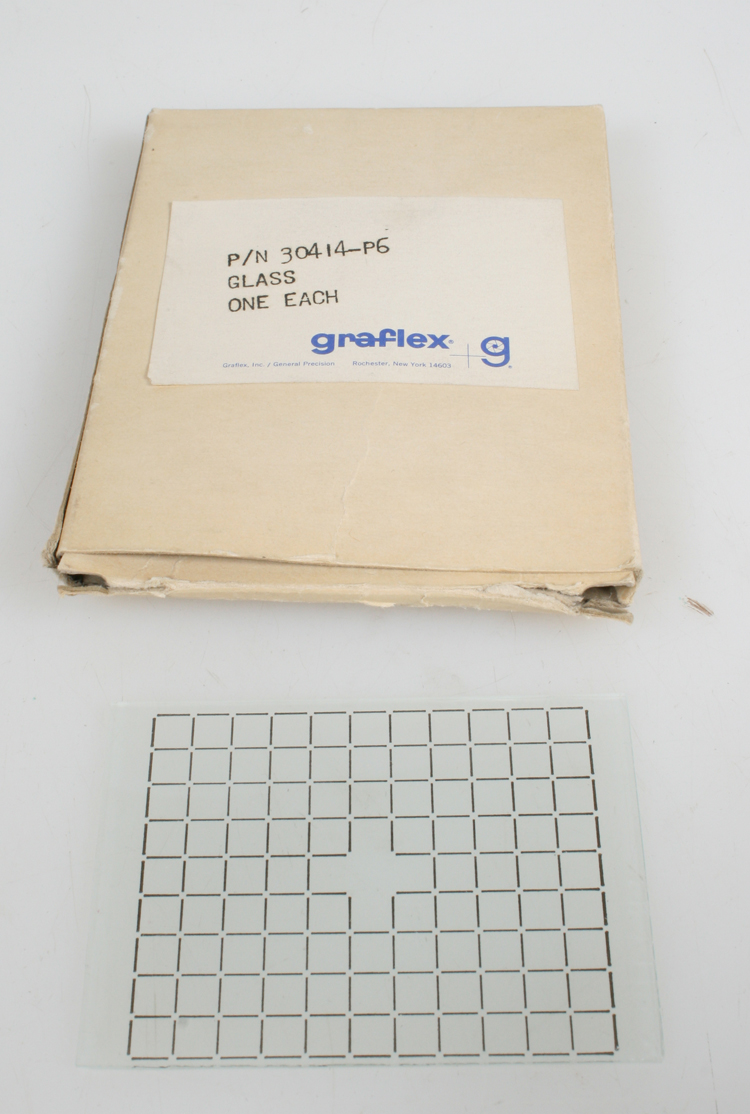 P/N 30414-P6
GLASS
ONE EACH
graflex® g®
Graflex, Inc. / General Precision Rochester, New York 14603